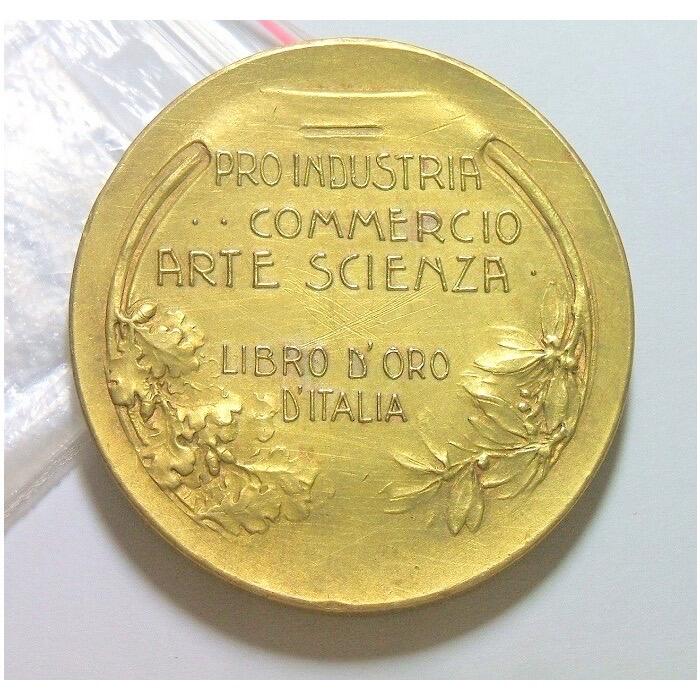 PRO INDUSTRIA
. . COMMERCIO
ARTE SCIENZA .
LIBRO D'ORO
D'ITALIA